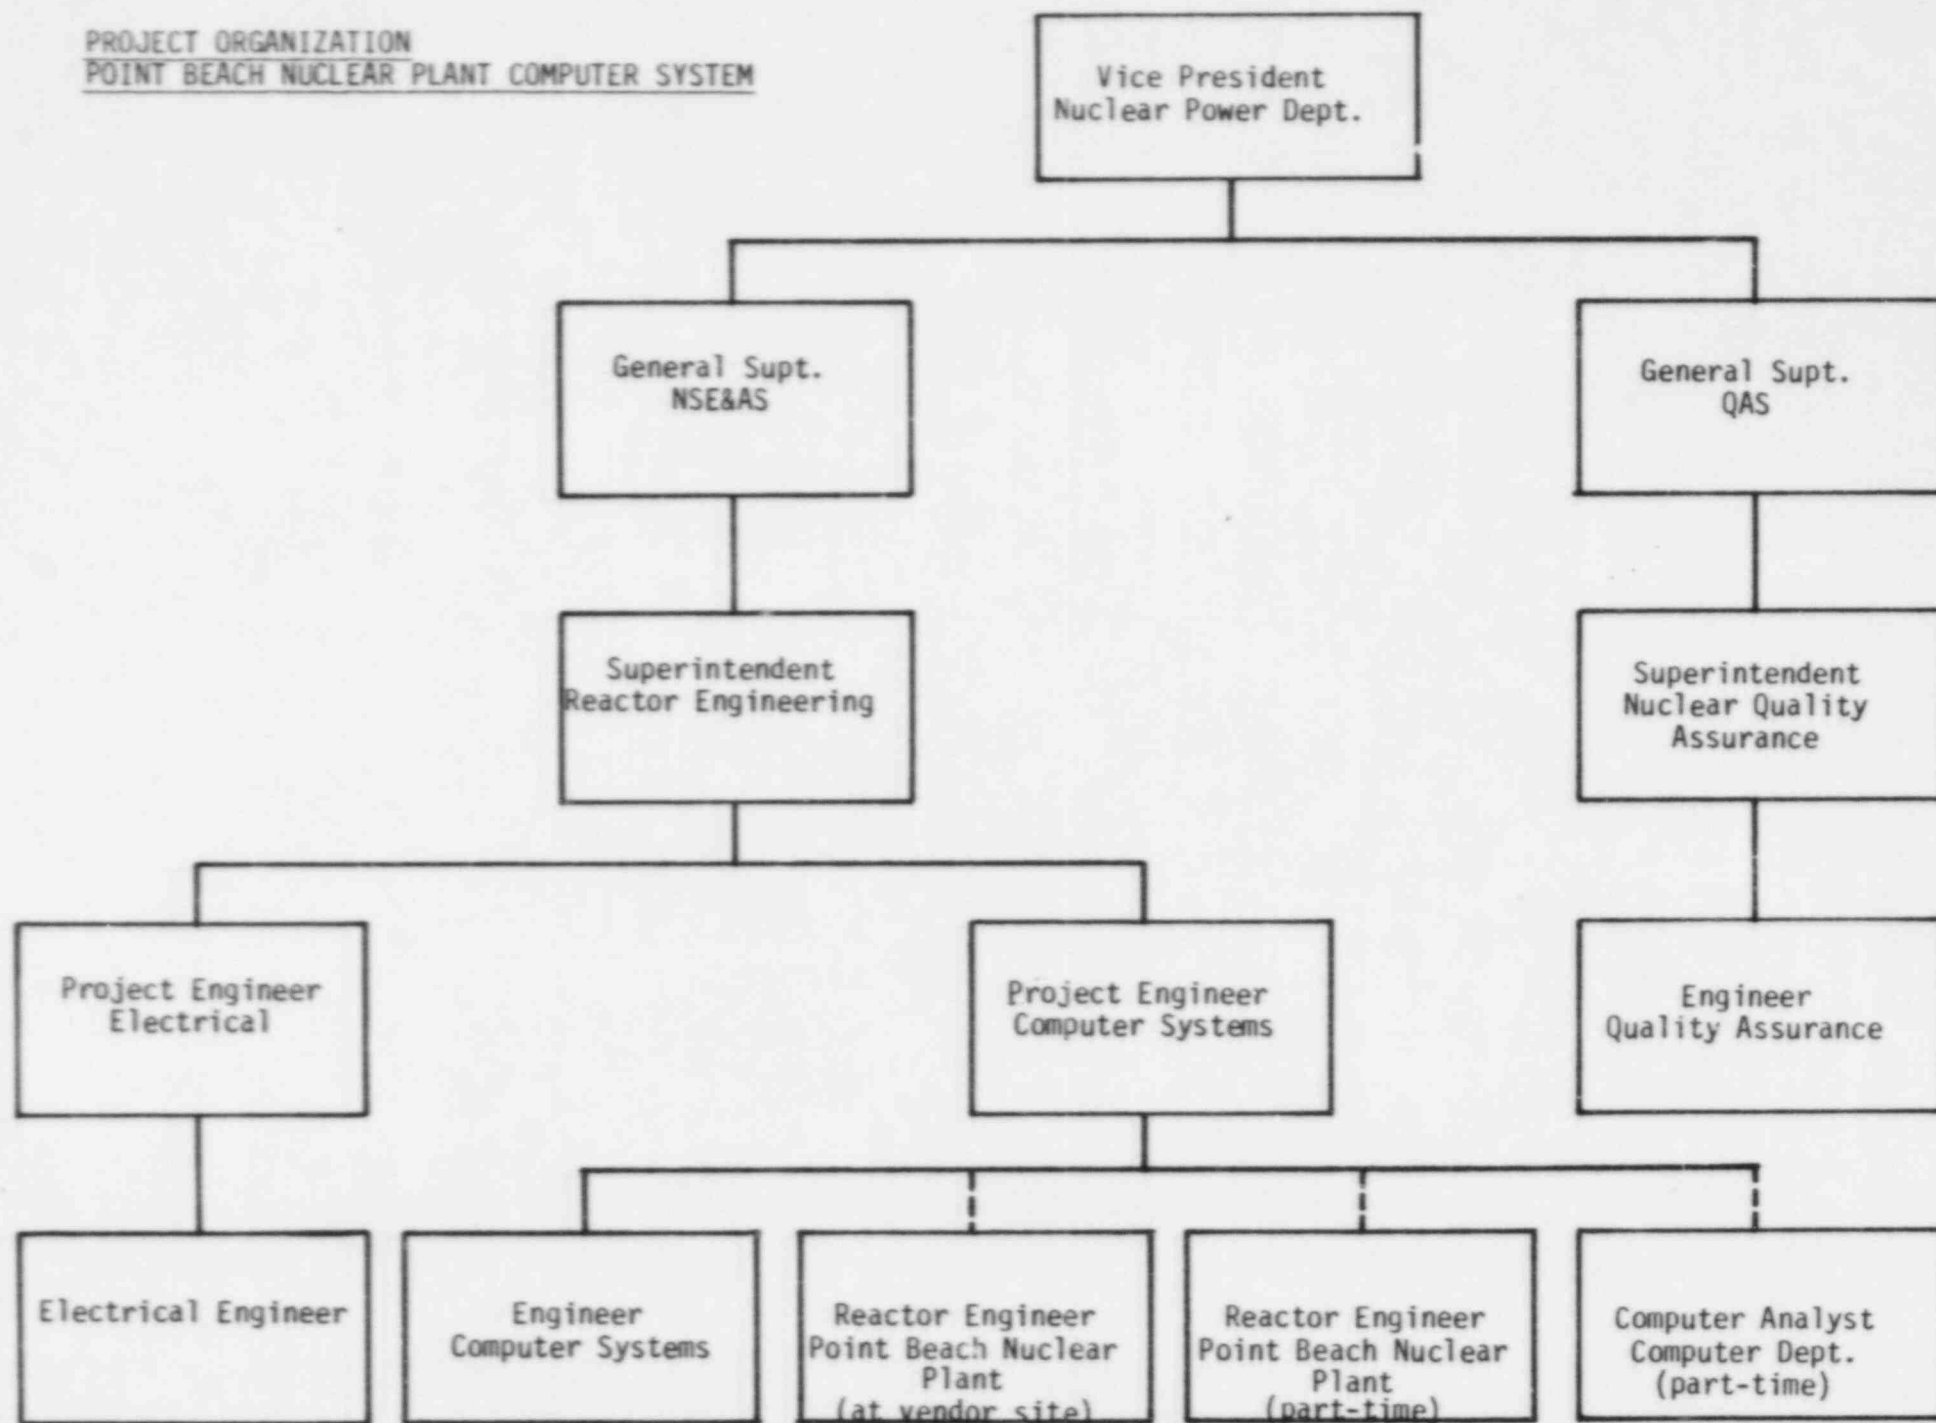 PROJECT ORGANIZATION
POINT BEACH NUCLEAR PLANT COMPUTER SYSTEM
Vice President
Nuclear Power Dept.
General Supt.
NSE&AS
General Supt.
QAS
Superintendent
Reactor Engineering
Superintendent
Nuclear Quality
Assurance
Project Engineer
Electrical
Project Engineer
Computer Systems
Engineer
Quality Assurance
Electrical Engineer
Engineer
Computer Systems
Reactor Engineer
Point Beach Nuclear
Plant
(at vendor site)
Reactor Engineer
Point Beach Nuclear
Plant
(part-time)
Computer Analyst
Computer Dept.
(part-time)